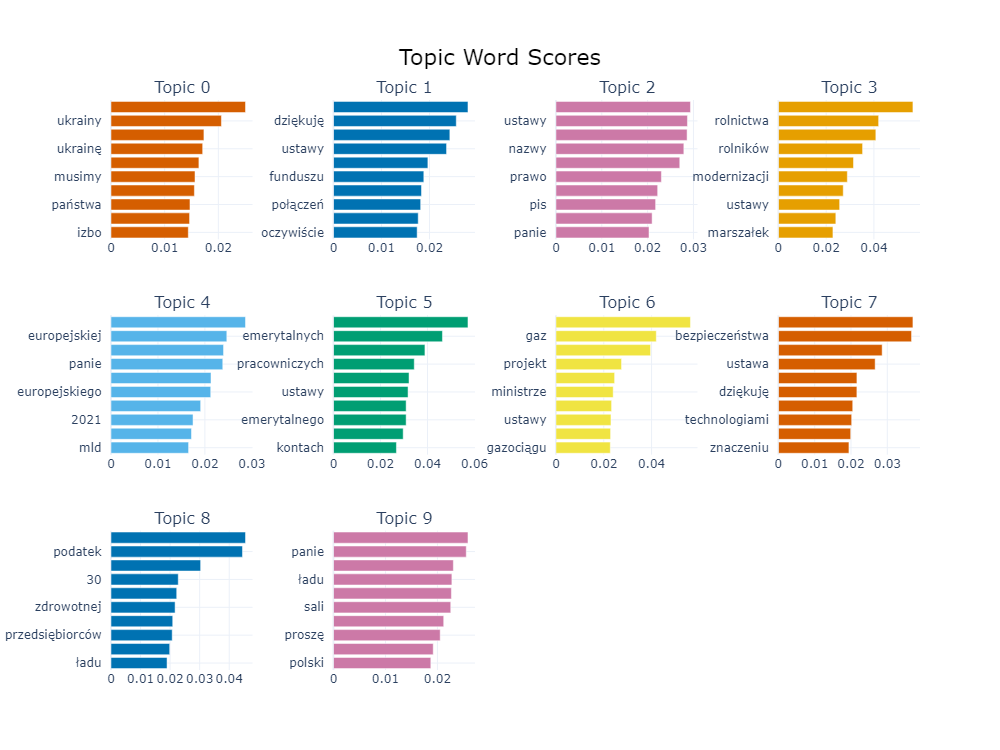 Topic Word Scores
Topic 0
ukrainy
ukrainę
musimy
państwa
izbo
0 0.01 0.02
Topic 1
dziękuję
ustawy
funduszu
połączeń
oczywiście
0 0.01 0.02
Topic 2
ustawy
nazwy
prawo
pis
panie
0 0.01 0.02 0.03
Topic 3
rolnictwa
rolników
modernizacji
ustawy
marszałek
0 0.02 0.04
Topic 4
europejskiej
panie
europejskiego
2021
mld
0 0.01 0.02 0.03
Topic 5
emerytalnych
pracowniczych
ustawy
emerytalnego
kontach
0 0.02 0.04 0.06
Topic 6
gaz
projekt
ministrze
ustawy
gazociągu
0 0.02 0.04
Topic 7
bezpieczeństwa
ustawa
dziękuję
technologiami
znaczeniu
0 0.01 0.02 0.03
Topic 8
podatek
30
zdrowotnej
przedsiębiorców
ładu
0 0.01 0.02 0.03 0.04
Topic 9
panie
ładu
sali
proszę
polski
0 0.01 0.02